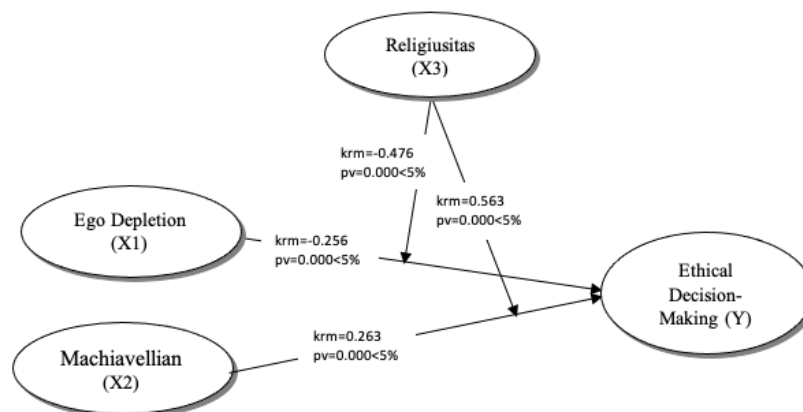 Religiusitas
(X3)
krm=-0.476
pv=0.000<5%
krm=0.563
pv=0.000<5%
Ego Depletion
(X1)
krm=-0.256
pv=0.000<5%
Ethical
Decision-
Making (Y)
krm=0.263
pv=0.000<5%
Machiavellian
(X2)